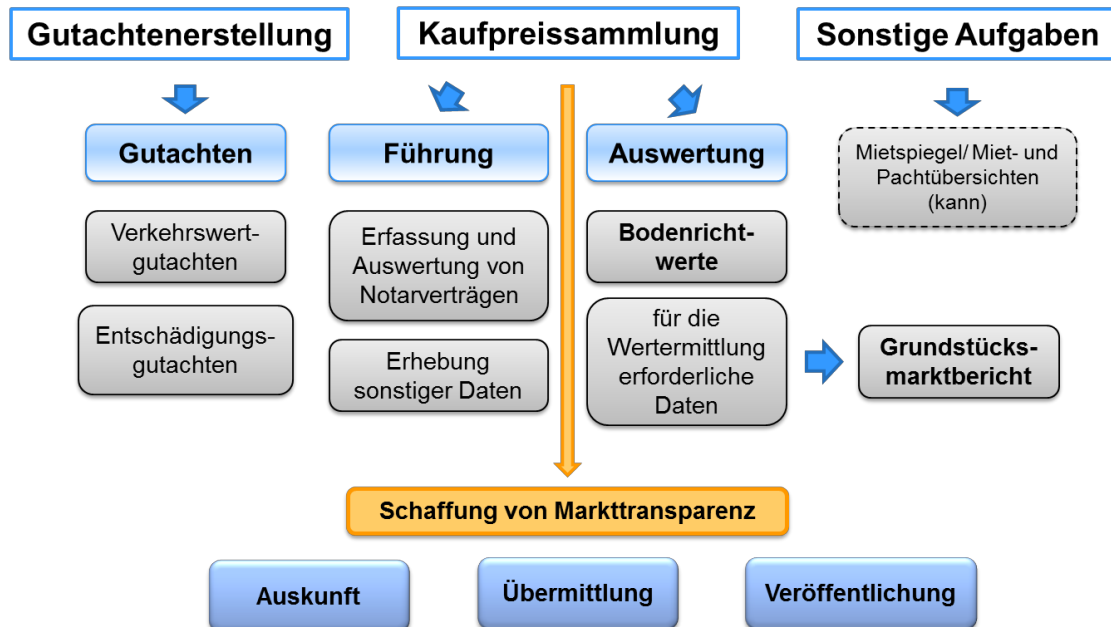 Gutachtenerstellung
Kaufpreissammlung
Sonstige Aufgaben
Gutachten
Führung
Auswertung
Mietspiegel/ Miet- und
Pachtübersichten
(kann)
Verkehrswert-
gutachten
Erfassung und
Auswertung von
Notarverträgen
Bodenricht-
werte
Entschädigungs-
gutachten
Erhebung
sonstiger Daten
für die
Wertermittlung
erforderliche
Daten
Grundstücks-
marktbericht
Schaffung von Markttransparenz
Auskunft
Übermittlung
Veröffentlichung